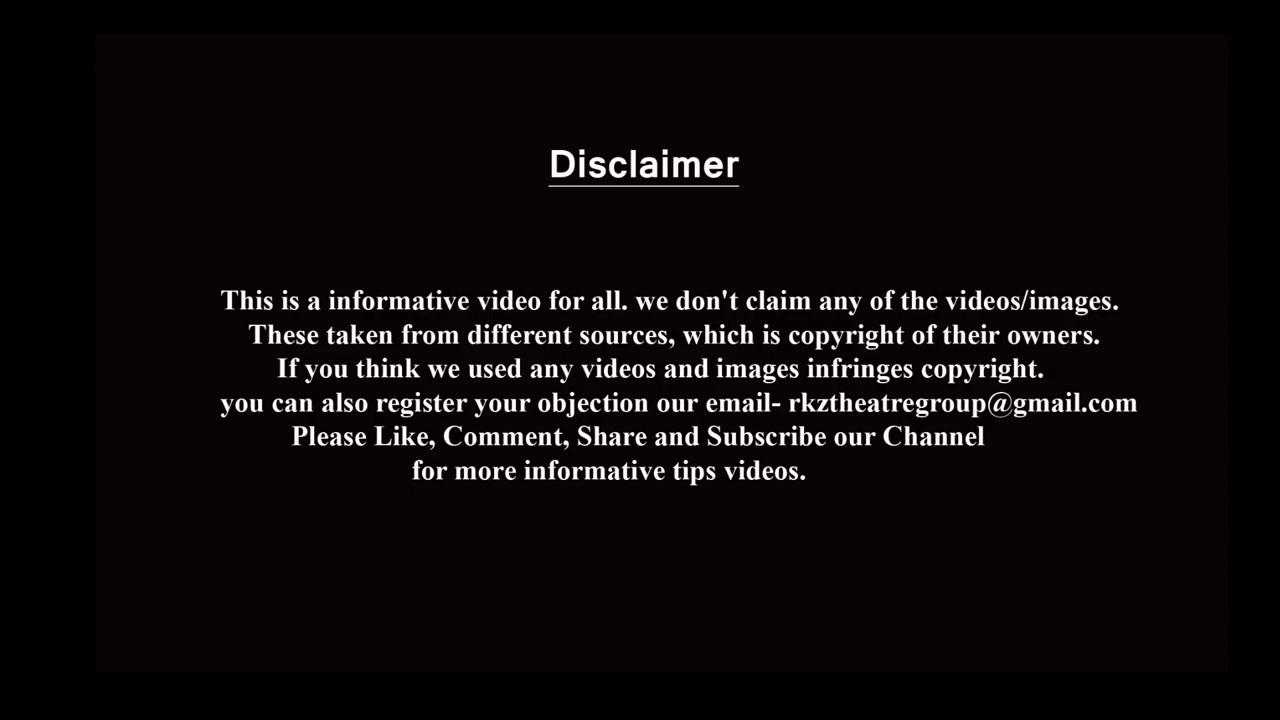 Disclaimer
This is a informative video for all. we don't claim any of the videos/images.
These taken from different sources, which is copyright of their owners.
If you think we used any videos and images infringes copyright.
you can also register your objection our email- rkztheatregroup@gmail.com
Please Like, Comment, Share and Subscribe our Channel
for more informative tips videos.